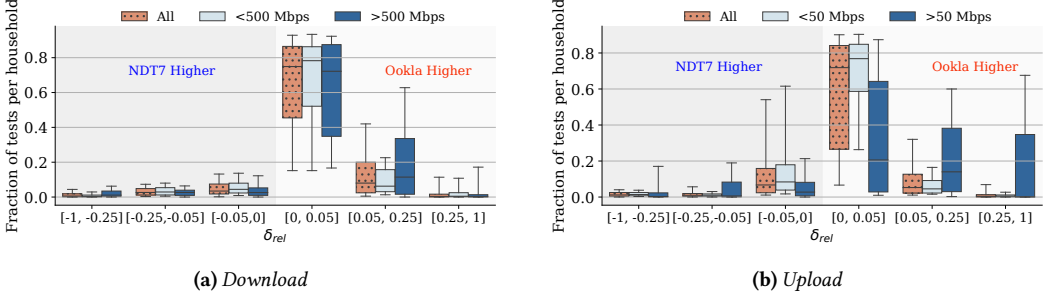 All <500 Mbps >500 Mbps
Fraction of tests per household
0.8
0.6
0.4
0.2
0.0
NDT7 Higher
Ookla Higher
[-1, -0.25] [-0.25,-0.05] [-0.05,0] [0, 0.05] [0.05, 0.25] [0.25, 1]
δrel
(a) Download
All <50 Mbps >50 Mbps
Fraction of tests per household
0.8
0.6
0.4
0.2
0.0
NDT7 Higher
Ookla Higher
[-1, -0.25] [-0.25,-0.05] [-0.05,0] [0, 0.05] [0.05, 0.25] [0.25, 1]
δrel
(b) Upload